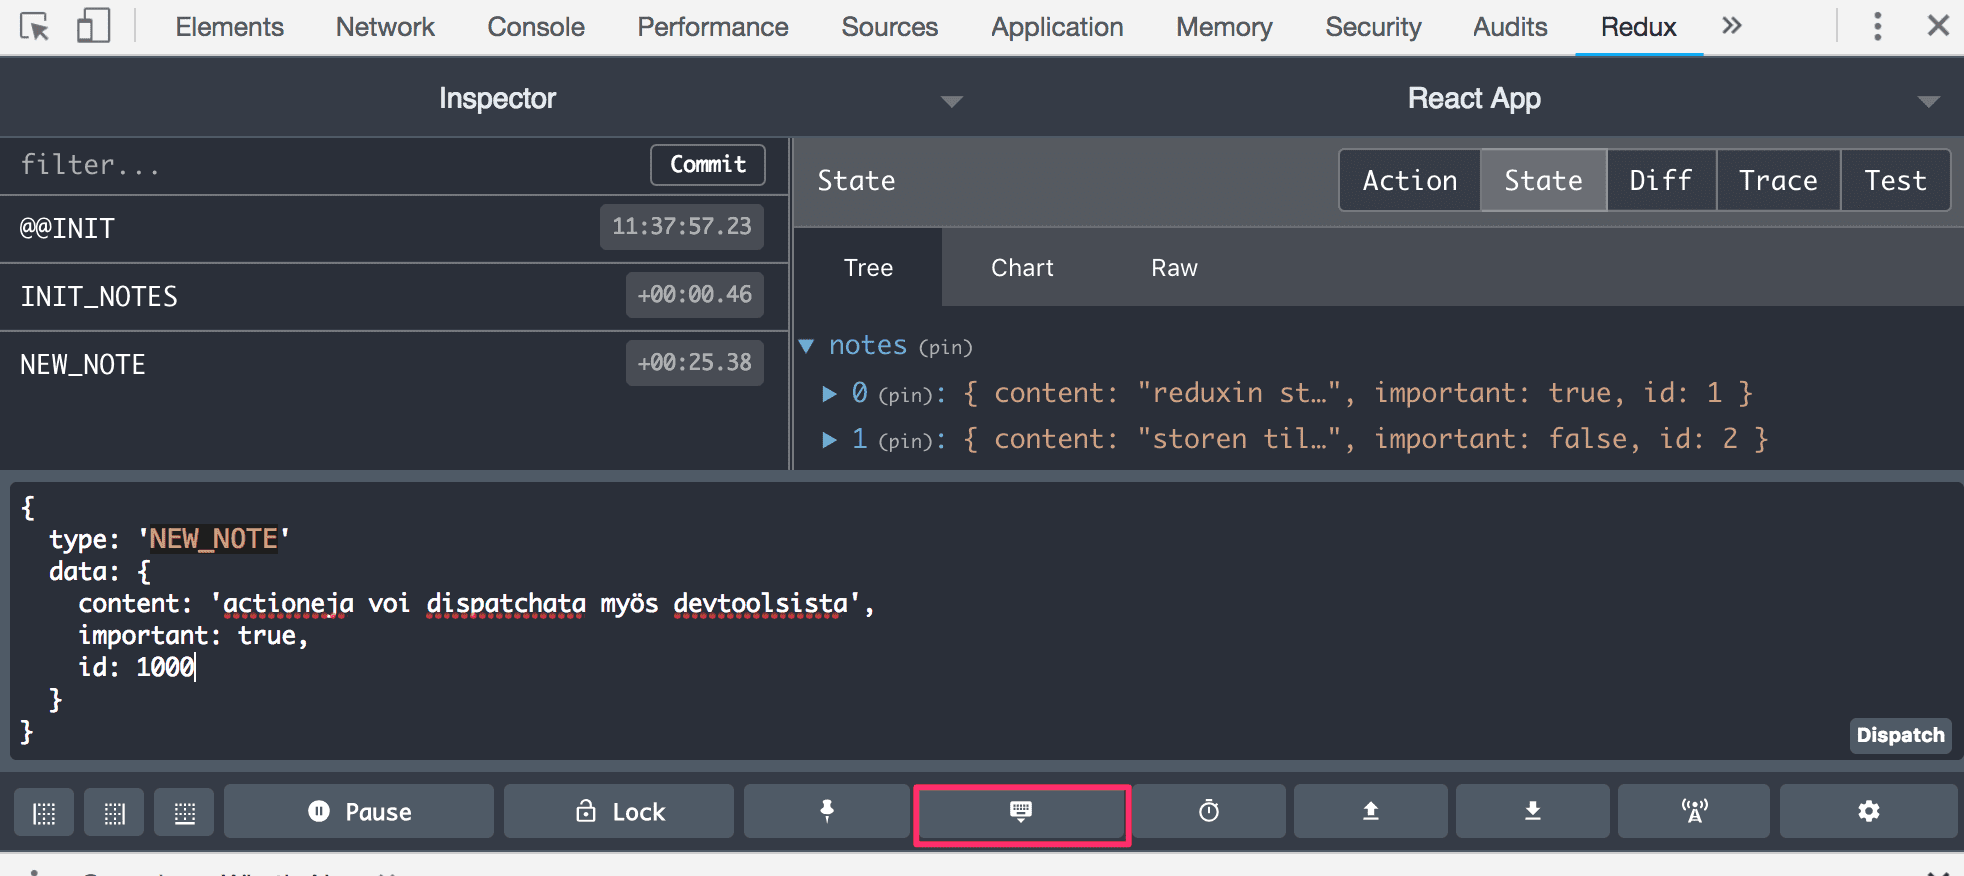 Elements Network Console Performance Sources Application Memory Security Audits Redux
Inspector
React App
filter...
Commit
@@INIT
11:37:57.23
INIT_NOTES
+00:00.46
NEW_NOTE
+00:25.38
State
Action State Diff Trace Test
Tree Chart Raw
notes (pin)
0 (pin): { content: "reduxin st…", important: true, id: 1 }
1 (pin): { content: "storen til…", important: false, id: 2 }
{
type: 'NEW_NOTE'
data: {
content: 'actioneja voi dispatchata myös devtoolsista',
important: true,
id: 1000
}
}
Dispatch
Pause
Lock